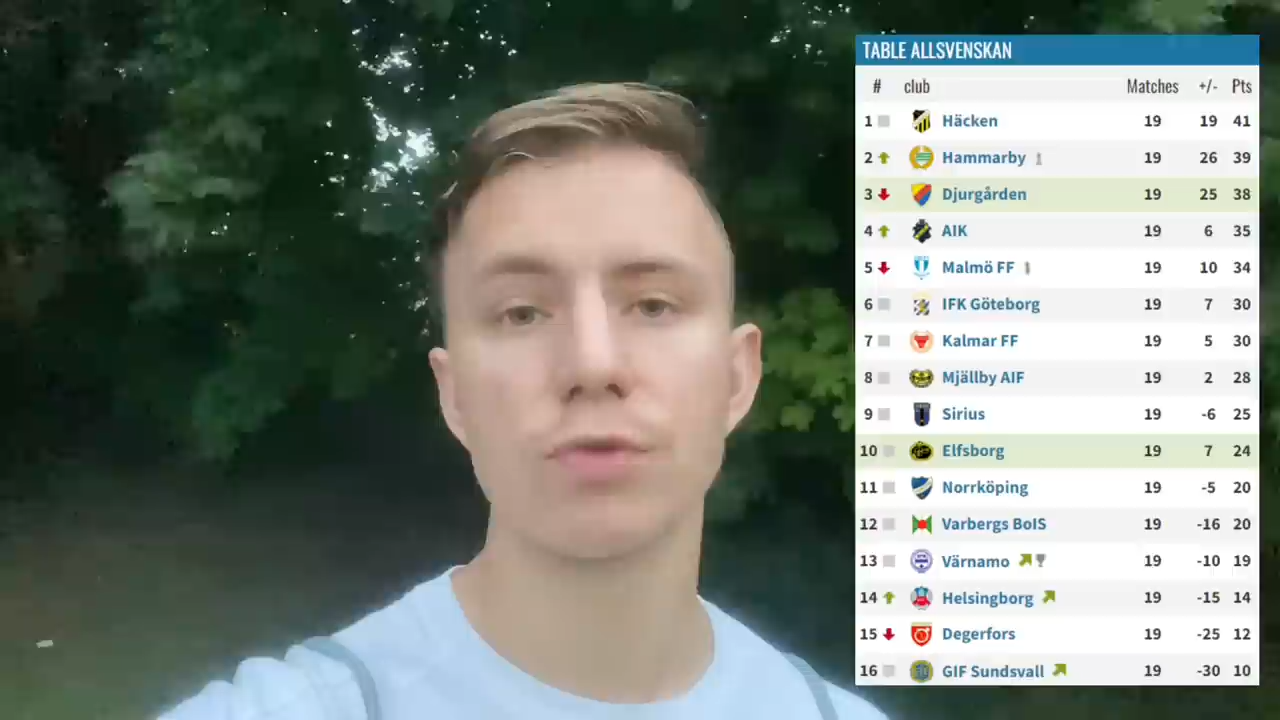 TABLE ALLSVENSKAN
# club Matches +/- Pts
1 Häcken 19 19 41
2 Hammarby 19 26 39
3 Djurgården 19 25 38
4 AIK 19 6 35
5 Malmö FF 19 10 34
6 IFK Göteborg 19 7 30
7 Kalmar FF 19 5 30
8 Mjällby AIF 19 2 28
9 Sirius 19 -6 25
10 Elfsborg 19 7 24
11 Norrköping 19 -5 20
12 Varbergs BoIS 19 -16 20
13 Värnamo 19 -10 19
14 Helsingborg 19 -15 14
15 Degerfors 19 -25 12
16 GIF Sundsvall 19 -30 10